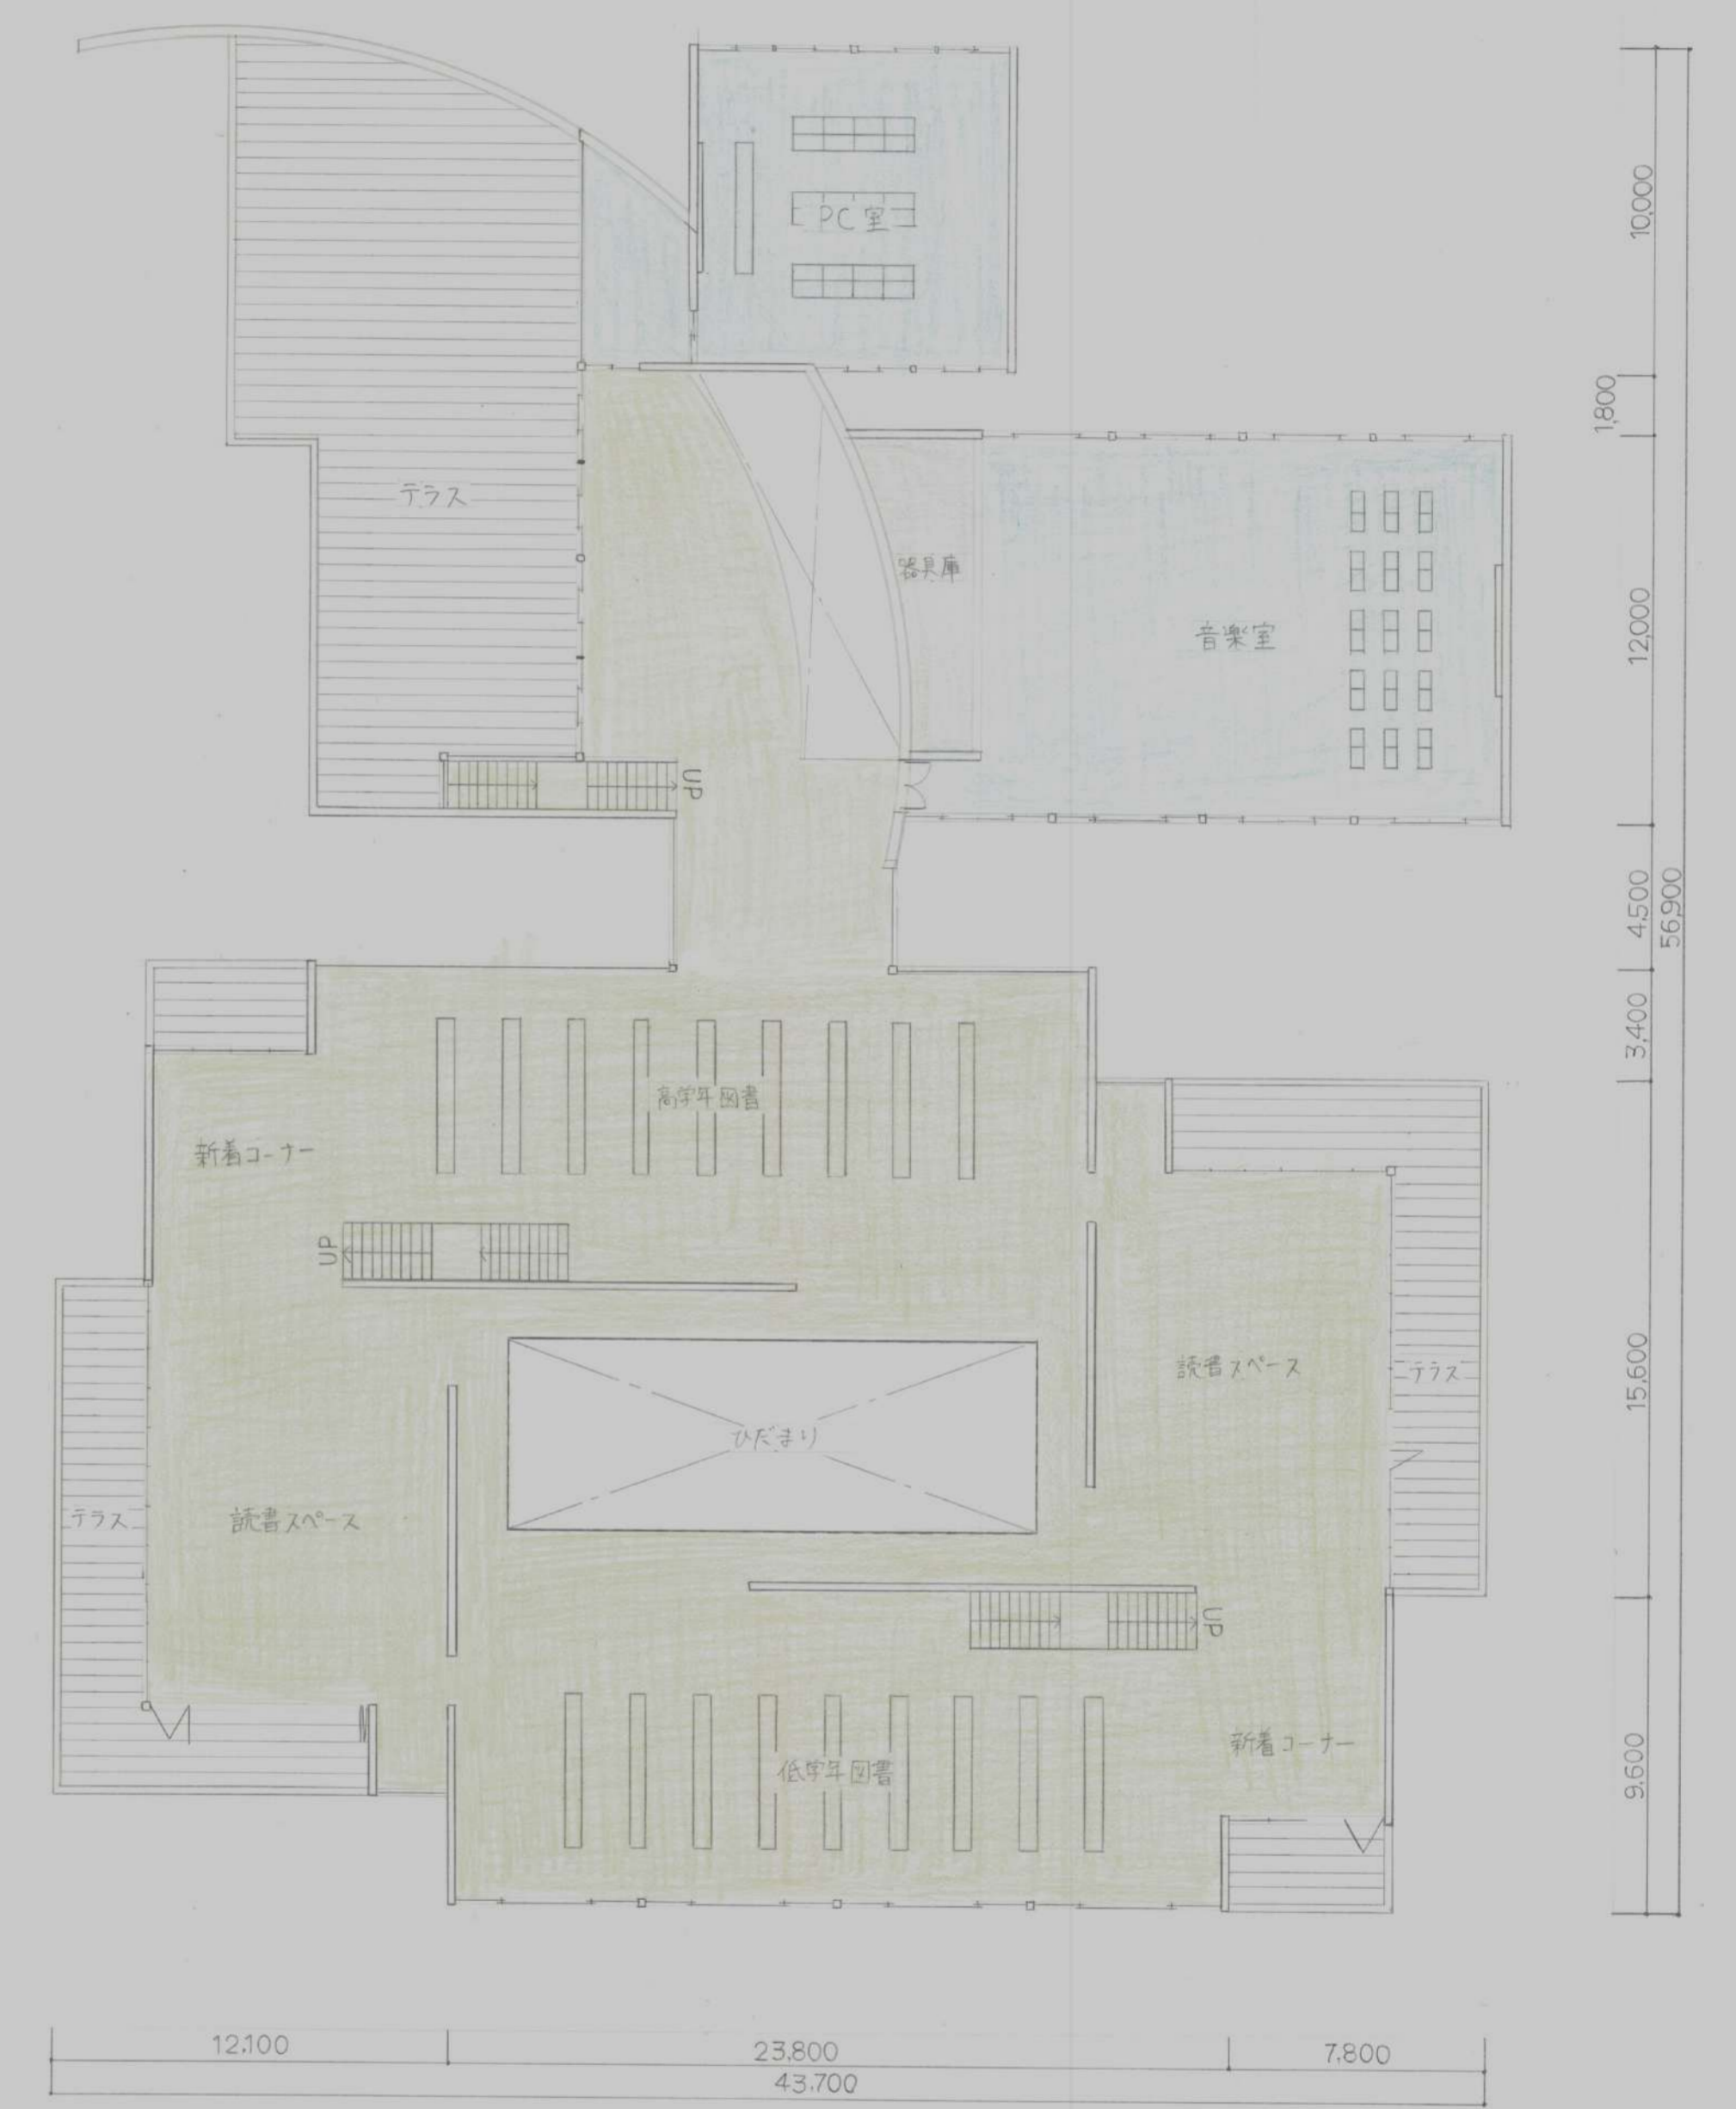 PC室
10,000
1,800
テラス
器具庫
音楽室
12,000
UP
4,500
56,900
3,400
高学年図書
新着コーナー
UP
読書スペース
テラス
15,600
ひだまり
テラス
読書スペース
UP
新着コーナー
低学年図書
9,600
12,100
23,800
7,800
43,700